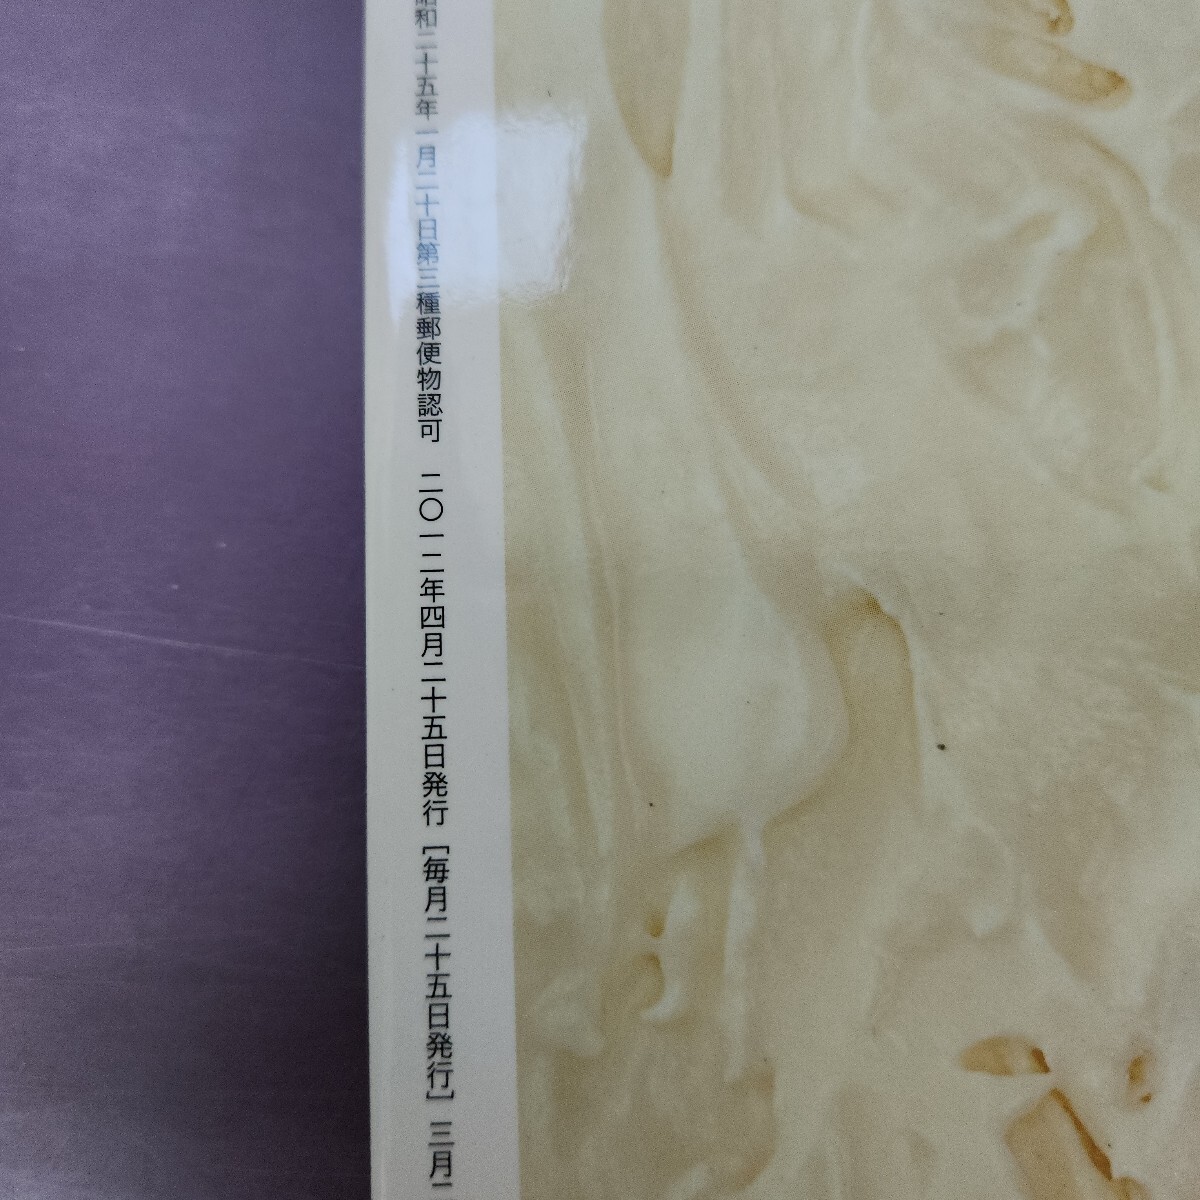 昭和二十五年一月二十日第三種郵便物認可　二〇一二年四月二十五日発行［毎月二十五日発行］三月二